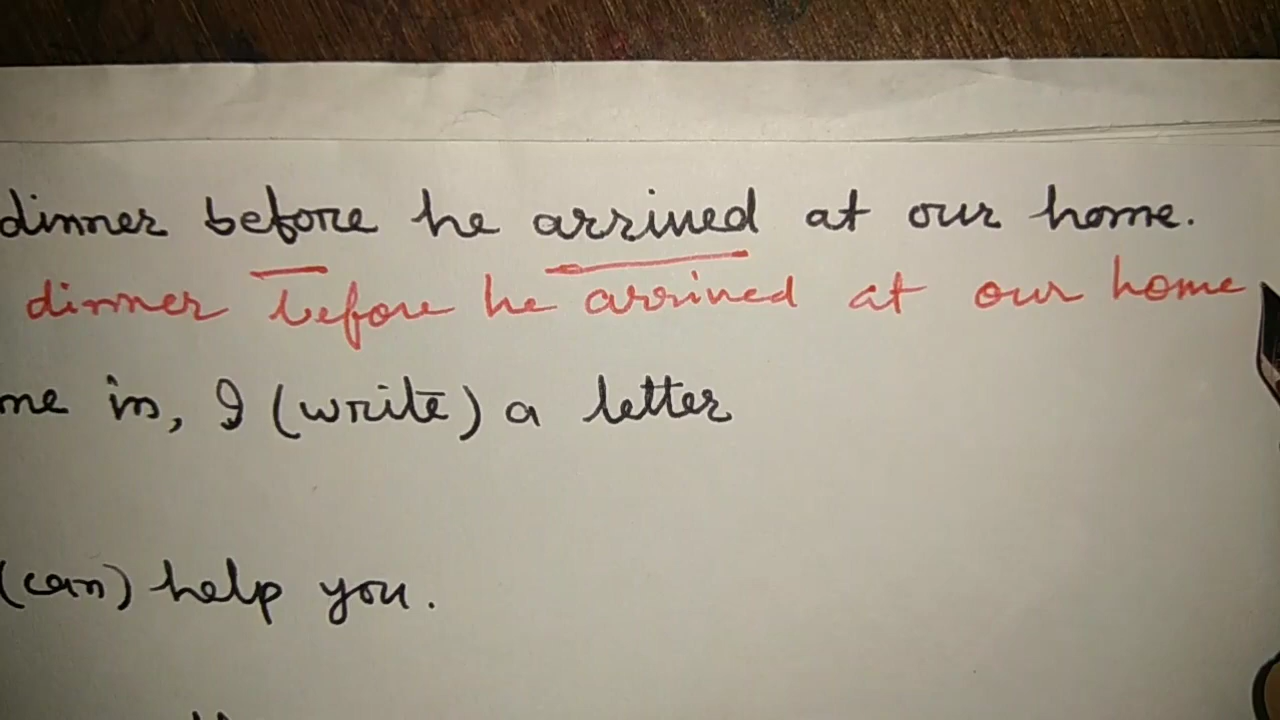 dinner before he arrived at our home.
dinner before he arrived at our home
me in, I (write) a letter
(can) help you.